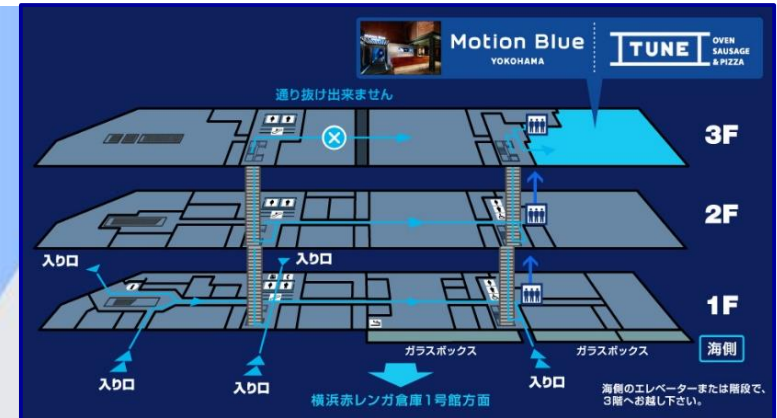 Motion Blue
YOKOHAMA
TUNE
OVEN
SAUSAGE
& PIZZA
通り抜け出来ません
3F
2F
入り口
入り口
1F
ガラスボックス
ガラスボックス
海側
入り口
入り口
入り口
横浜赤レンガ倉庫1号館方面
海側のエレベーターまたは階段で、
3階へお越し下さい。